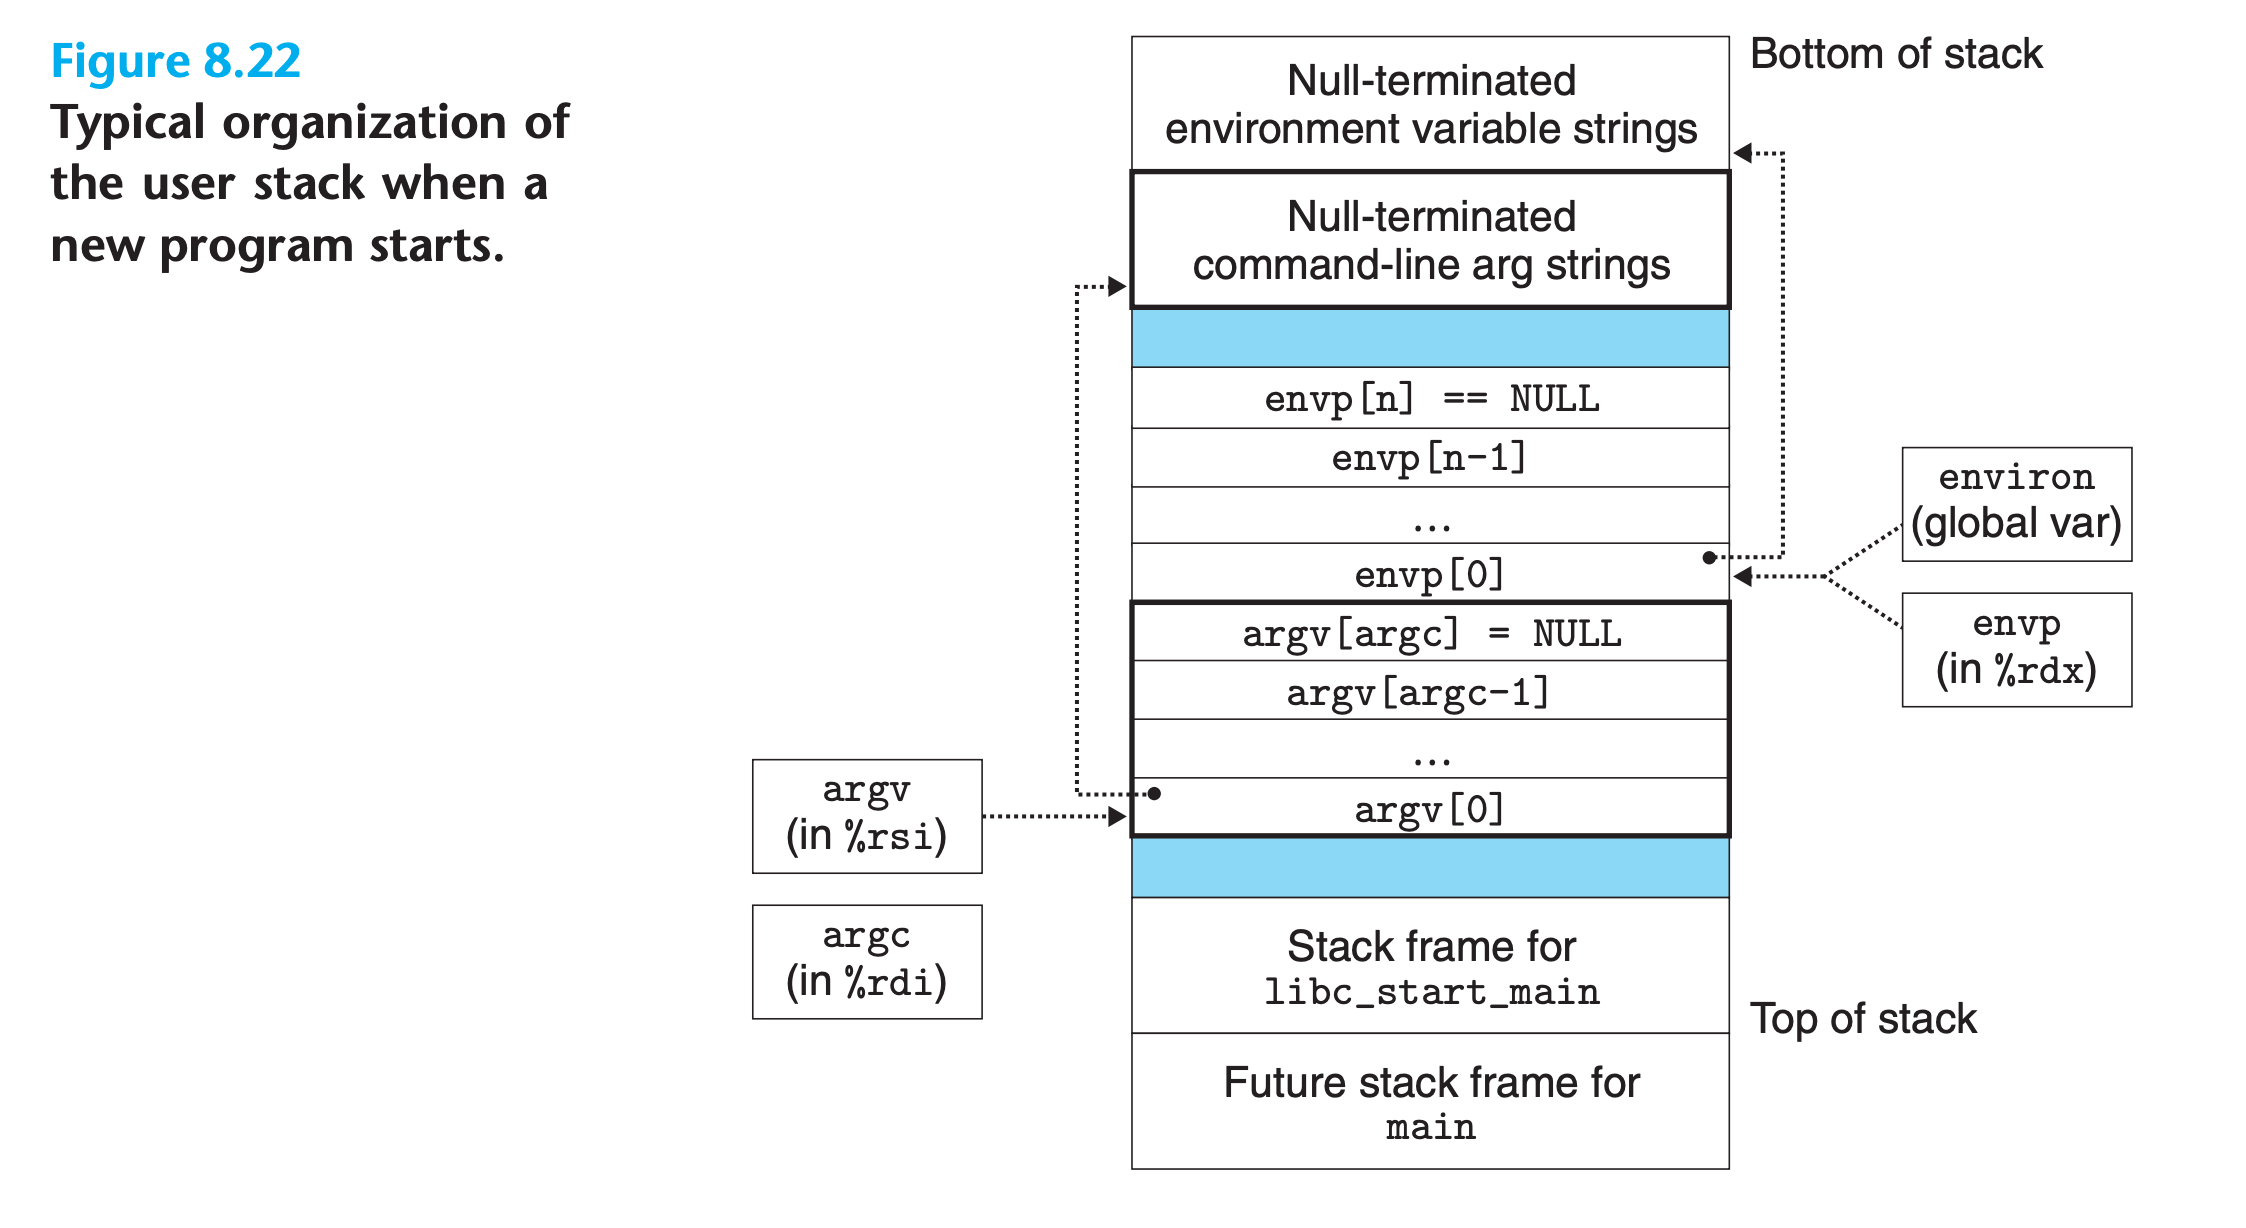 Figure 8.22
Typical organization of
the user stack when a
new program starts.
Bottom of stack
Null-terminated
environment variable strings
Null-terminated
command-line arg strings
envp[n] == NULL
envp[n-1]
...
envp[0]
environ
(global var)
envp
(in %rdx)
argv[argc] = NULL
argv[argc-1]
...
argv[0]
argv
(in %rsi)
argc
(in %rdi)
Stack frame for
libc_start_main
Top of stack
Future stack frame for
main